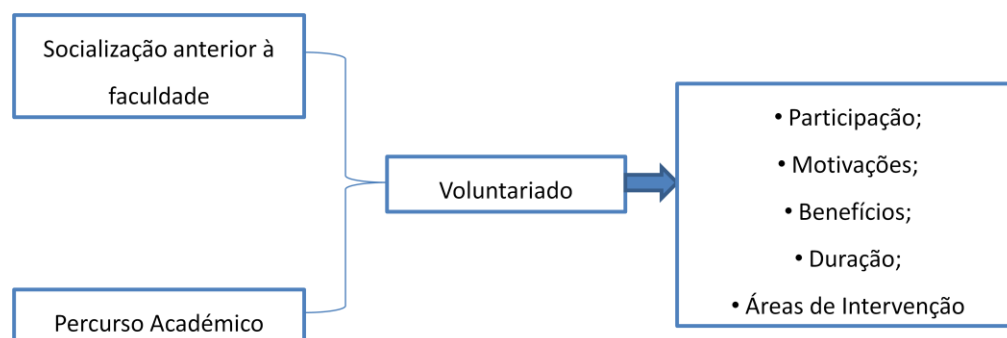 Socialização anterior à
faculdade
Percurso Académico
Voluntariado
• Participação;
• Motivações;
• Benefícios;
• Duração;
• Áreas de Intervenção